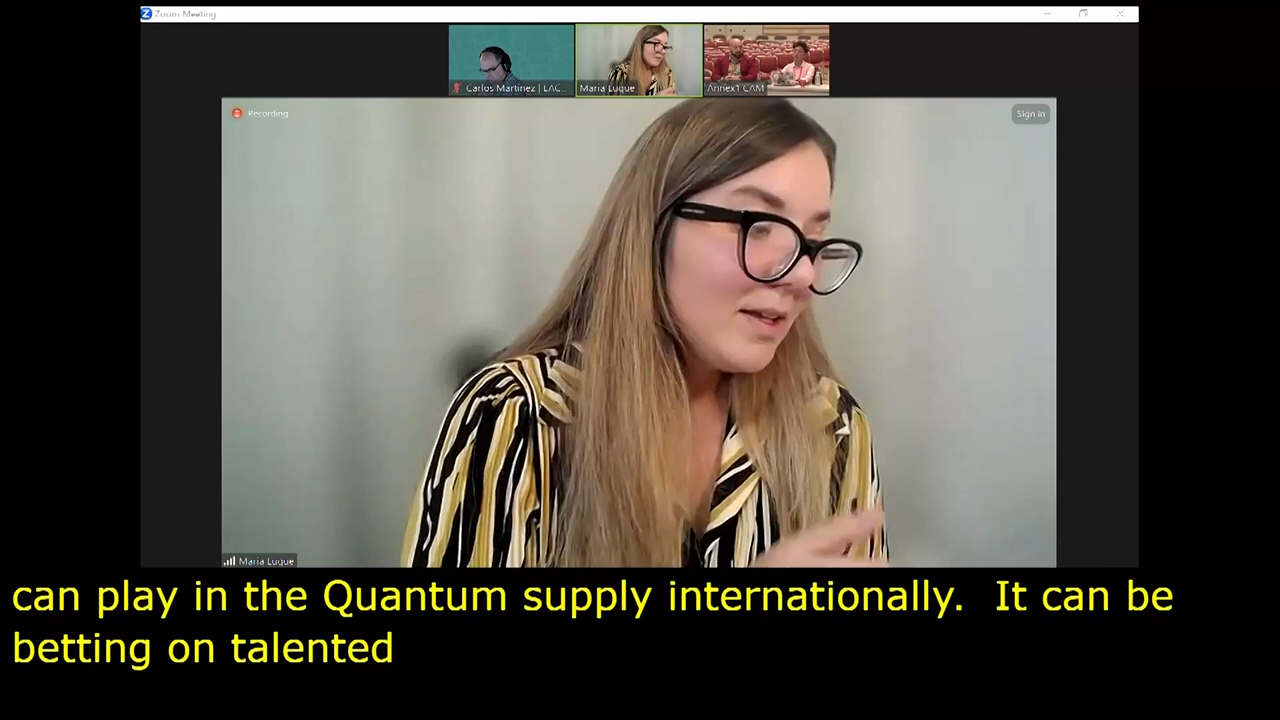 Zoom Meeting
Carlos Martinez | LAC...
Maria Luque
Annex1 CAM
Recording
Sign in
Maria Luque
can play in the Quantum supply internationally.  It can be
betting on talented